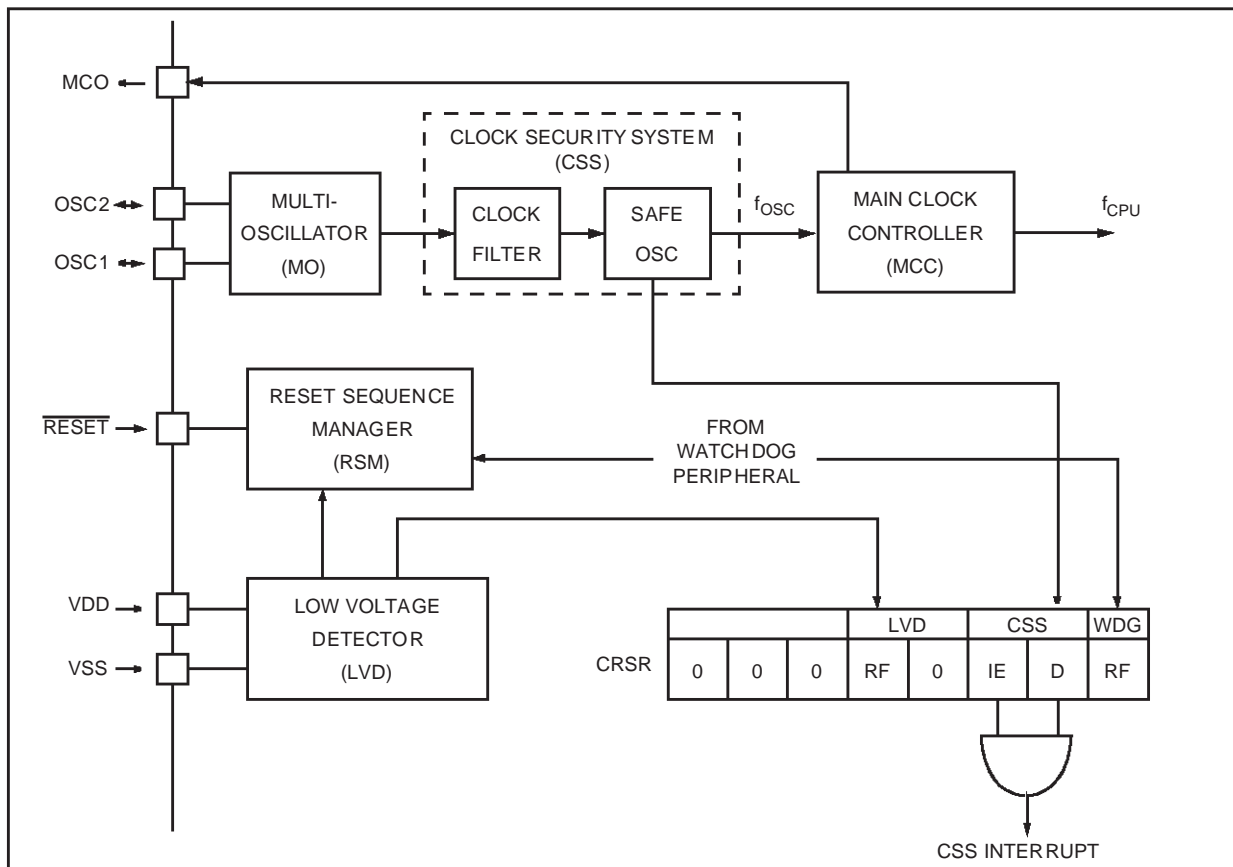 MCO
CLOCK SECURITY SYSTEM
(CSS)
OSC2
OSC1
MULTI-
OSCILLATOR
(MO)
CLOCK
FILTER
SAFE
OSC
fOSC
MAIN CLOCK
CONTROLLER
(MCC)
fCPU
RESET
RESET SEQUENCE
MANAGER
(RSM)
FROM
WATCHDOG
PERIPHERAL
VDD
VSS
LOW VOLTAGE
DETECTOR
(LVD)
LVD CSS WDG
CRSR 0 0 0 RF 0 IE D RF
CSS INTERRUPT